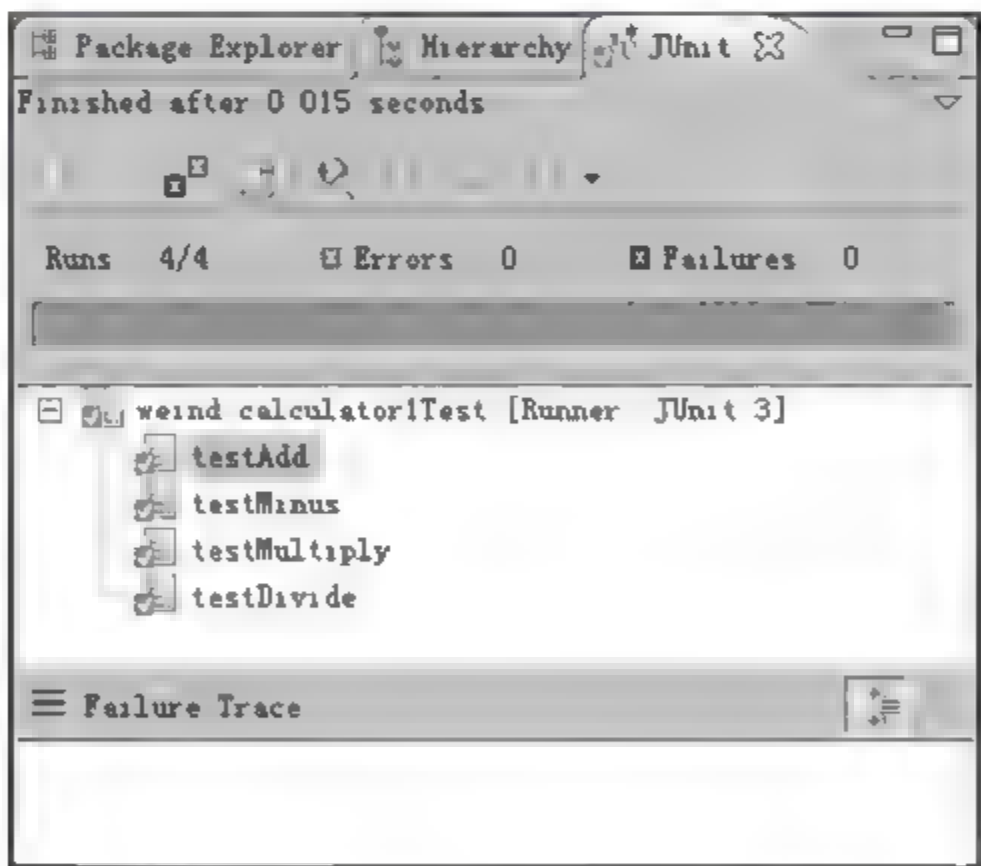 Package Explorer Hierarchy JUnit
Finished after 0 015 seconds
Runs 4/4 Errors 0 Failures 0
weind calculator1Test [Runner JUnit 3]
testAdd
testMinus
testMultiply
testDivide
Failure Trace